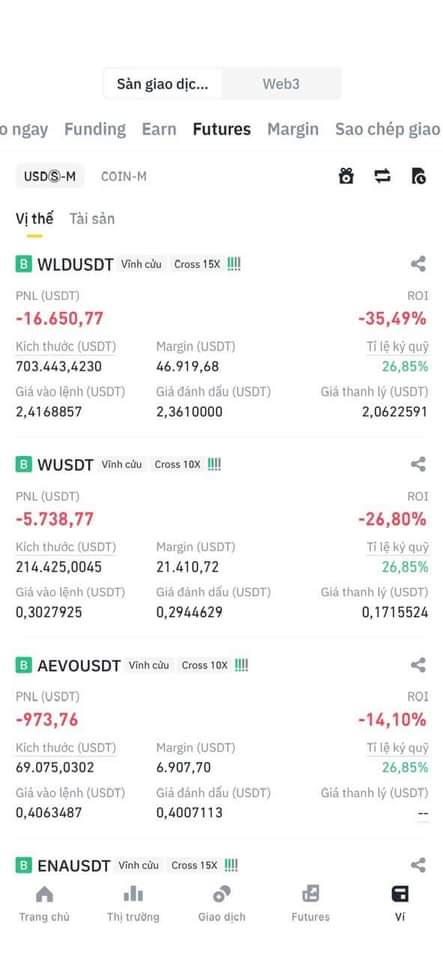 Sàn giao dịc... Web3
o ngay Funding Earn Futures Margin Sao chép giao
USDⓈ-M COIN-M
Vị thế Tài sản
B WLDUSDT Vĩnh cửu Cross 15X !!!!
PNL (USDT) ROI
-16.650,77 -35,49%
Kích thước (USDT) Margin (USDT) Tỉ lệ ký quỹ
703.443,4230 46.919,68 26,85%
Giá vào lệnh (USDT) Giá đánh dấu (USDT) Giá thanh lý (USDT)
2,4168857 2,3610000 2,0622591
B WUSDT Vĩnh cửu Cross 10X !!!!
PNL (USDT) ROI
-5.738,77 -26,80%
Kích thước (USDT) Margin (USDT) Tỉ lệ ký quỹ
214.425,0045 21.410,72 26,85%
Giá vào lệnh (USDT) Giá đánh dấu (USDT) Giá thanh lý (USDT)
0,3027925 0,2944629 0,1715524
B AEVOUSDT Vĩnh cửu Cross 10X !!!!
PNL (USDT) ROI
-973,76 -14,10%
Kích thước (USDT) Margin (USDT) Tỉ lệ ký quỹ
69.075,0302 6.907,70 26,85%
Giá vào lệnh (USDT) Giá đánh dấu (USDT) Giá thanh lý (USDT)
0,4063487 0,4007113 --
B ENAUSDT Vĩnh cửu Cross 15X !!!!
Trang chủ Thị trường Giao dịch Futures Ví